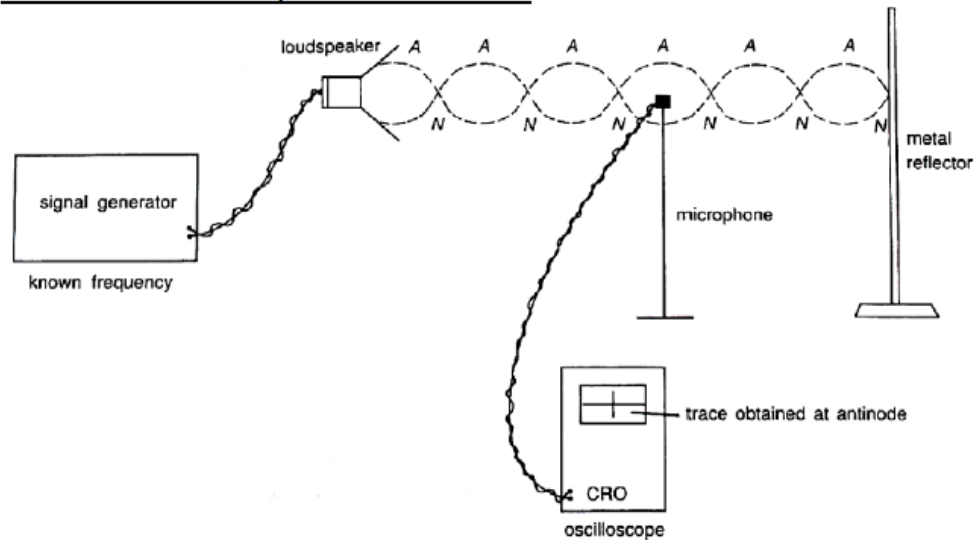 loudspeaker
A A A A A A
N N N N N N
metal
reflector
signal generator
microphone
known frequency
trace obtained at antinode
CRO
oscilloscope